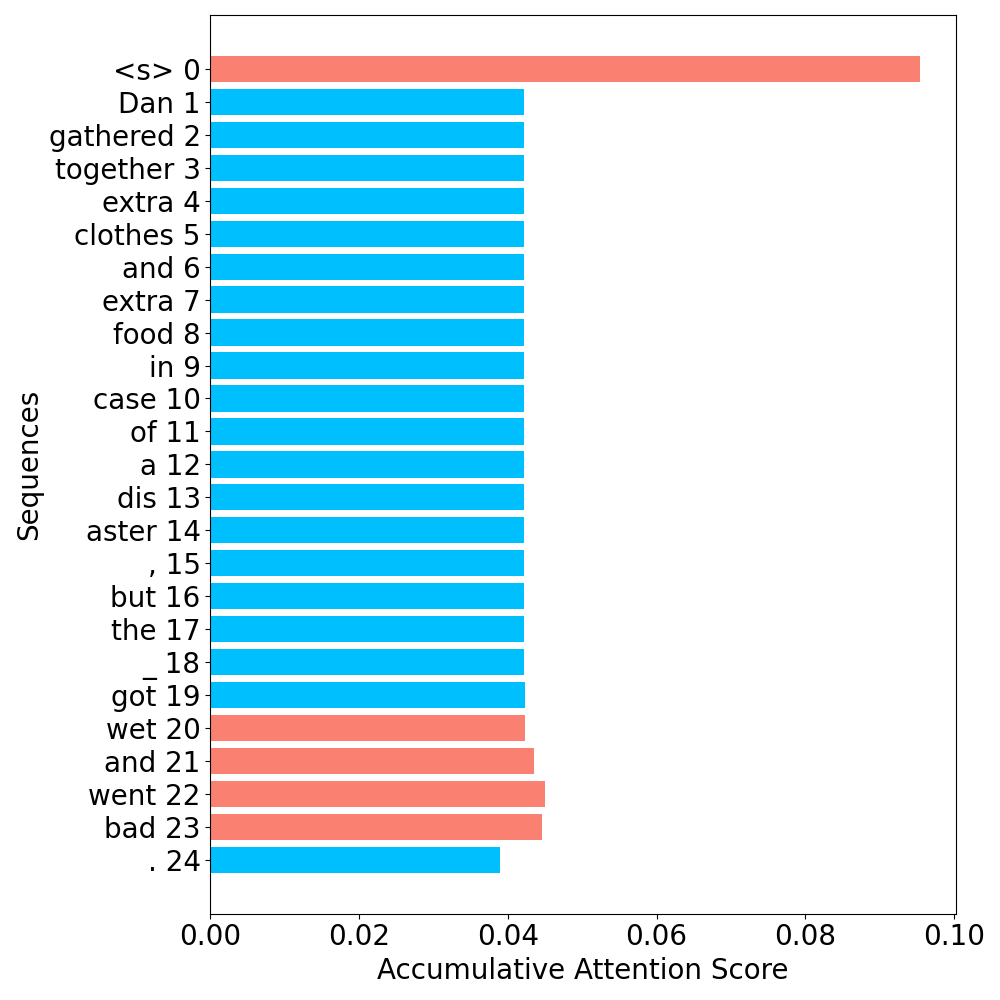 <s> 0
Dan 1
gathered 2
together 3
extra 4
clothes 5
and 6
extra 7
food 8
in 9
case 10
of 11
a 12
dis 13
aster 14
, 15
but 16
the 17
_ 18
got 19
wet 20
and 21
went 22
bad 23
. 24
Sequences
0.00 0.02 0.04 0.06 0.08 0.10
Accumulative Attention Score